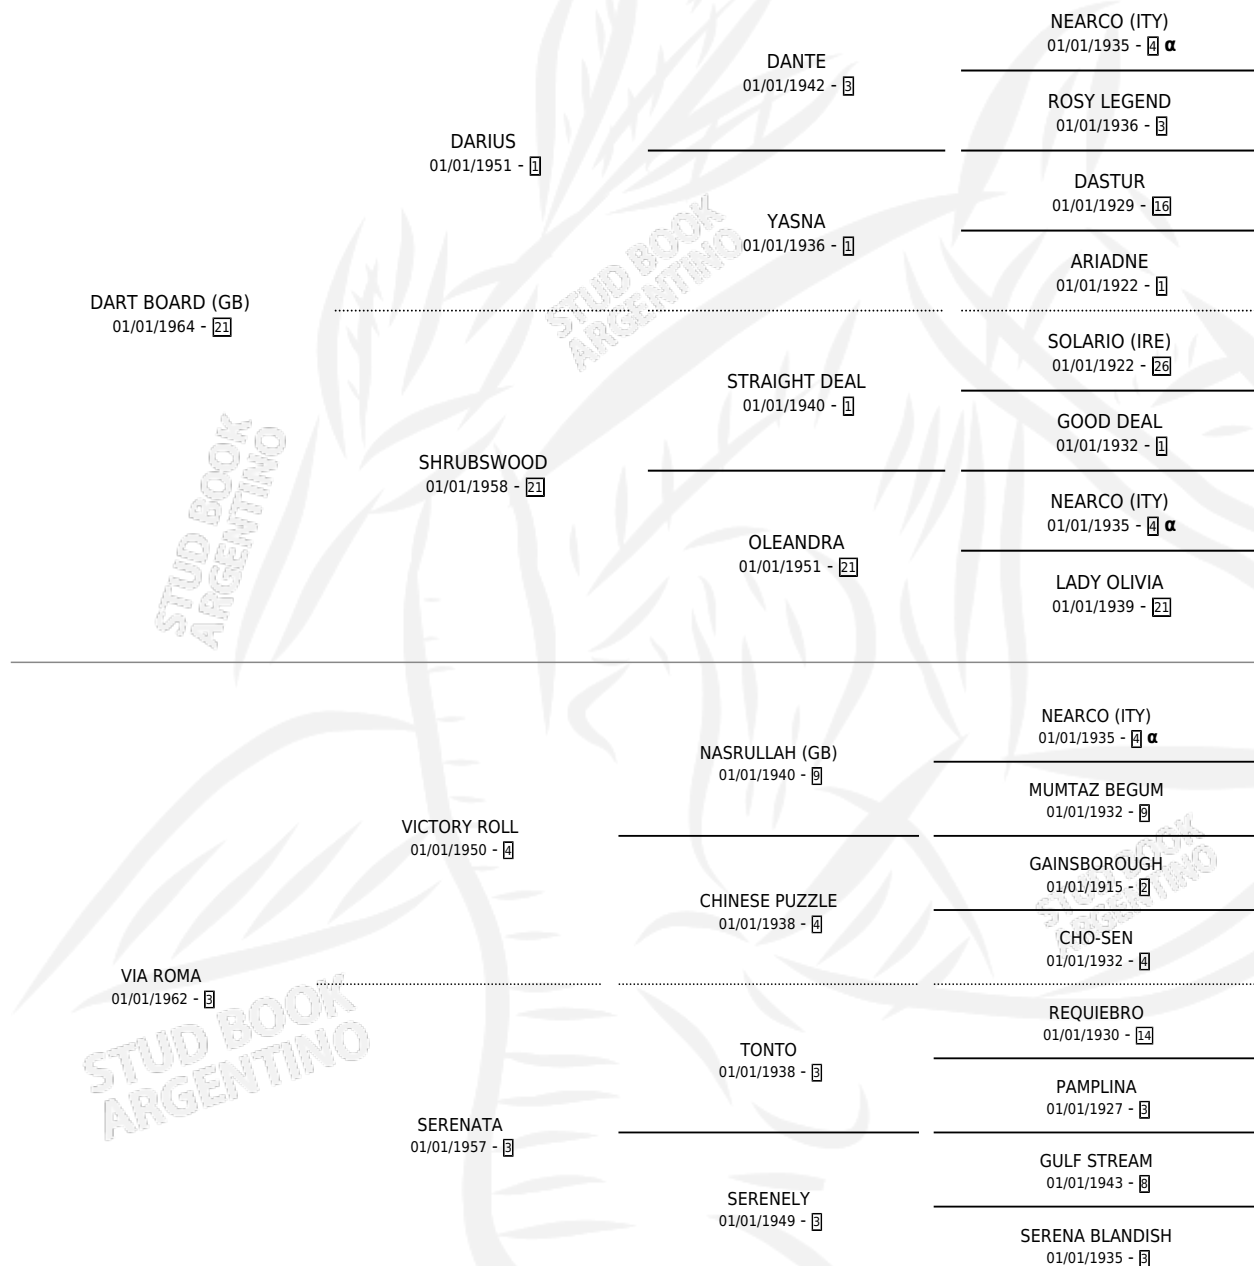 NEARCO (ITY)
01/01/1935 - 4 α
DANTE
01/01/1942 - 3
ROSY LEGEND
01/01/1936 - 3
DARIUS
01/01/1951 - 1
DASTUR
01/01/1929 - 16
YASNA
01/01/1936 - 1
ARIADNE
01/01/1922 - 1
DART BOARD (GB)
01/01/1964 - 21
SOLARIO (IRE)
01/01/1922 - 26
STRAIGHT DEAL
01/01/1940 - 1
GOOD DEAL
01/01/1932 - 1
SHRUBSWOOD
01/01/1958 - 21
NEARCO (ITY)
01/01/1935 - 4 α
OLEANDRA
01/01/1951 - 21
LADY OLIVIA
01/01/1939 - 21
NEARCO (ITY)
01/01/1935 - 4 α
NASRULLAH (GB)
01/01/1940 - 9
MUMTAZ BEGUM
01/01/1932 - 9
VICTORY ROLL
01/01/1950 - 4
GAINSBOROUGH
01/01/1915 - 2
CHINESE PUZZLE
01/01/1938 - 4
CHO-SEN
01/01/1932 - 4
VIA ROMA
01/01/1962 - 3
REQUIEBRO
01/01/1930 - 14
TONTO
01/01/1938 - 3
PAMPLINA
01/01/1927 - 3
SERENATA
01/01/1957 - 3
GULF STREAM
01/01/1943 - 8
SERENELY
01/01/1949 - 3
SERENA BLANDISH
01/01/1935 - 3
STUD BOOK
ARGENTINO
STUD BOOK
ARGENTINO
STUD BOOK
ARGENTINO
STUD BOOK
ARGENTINO